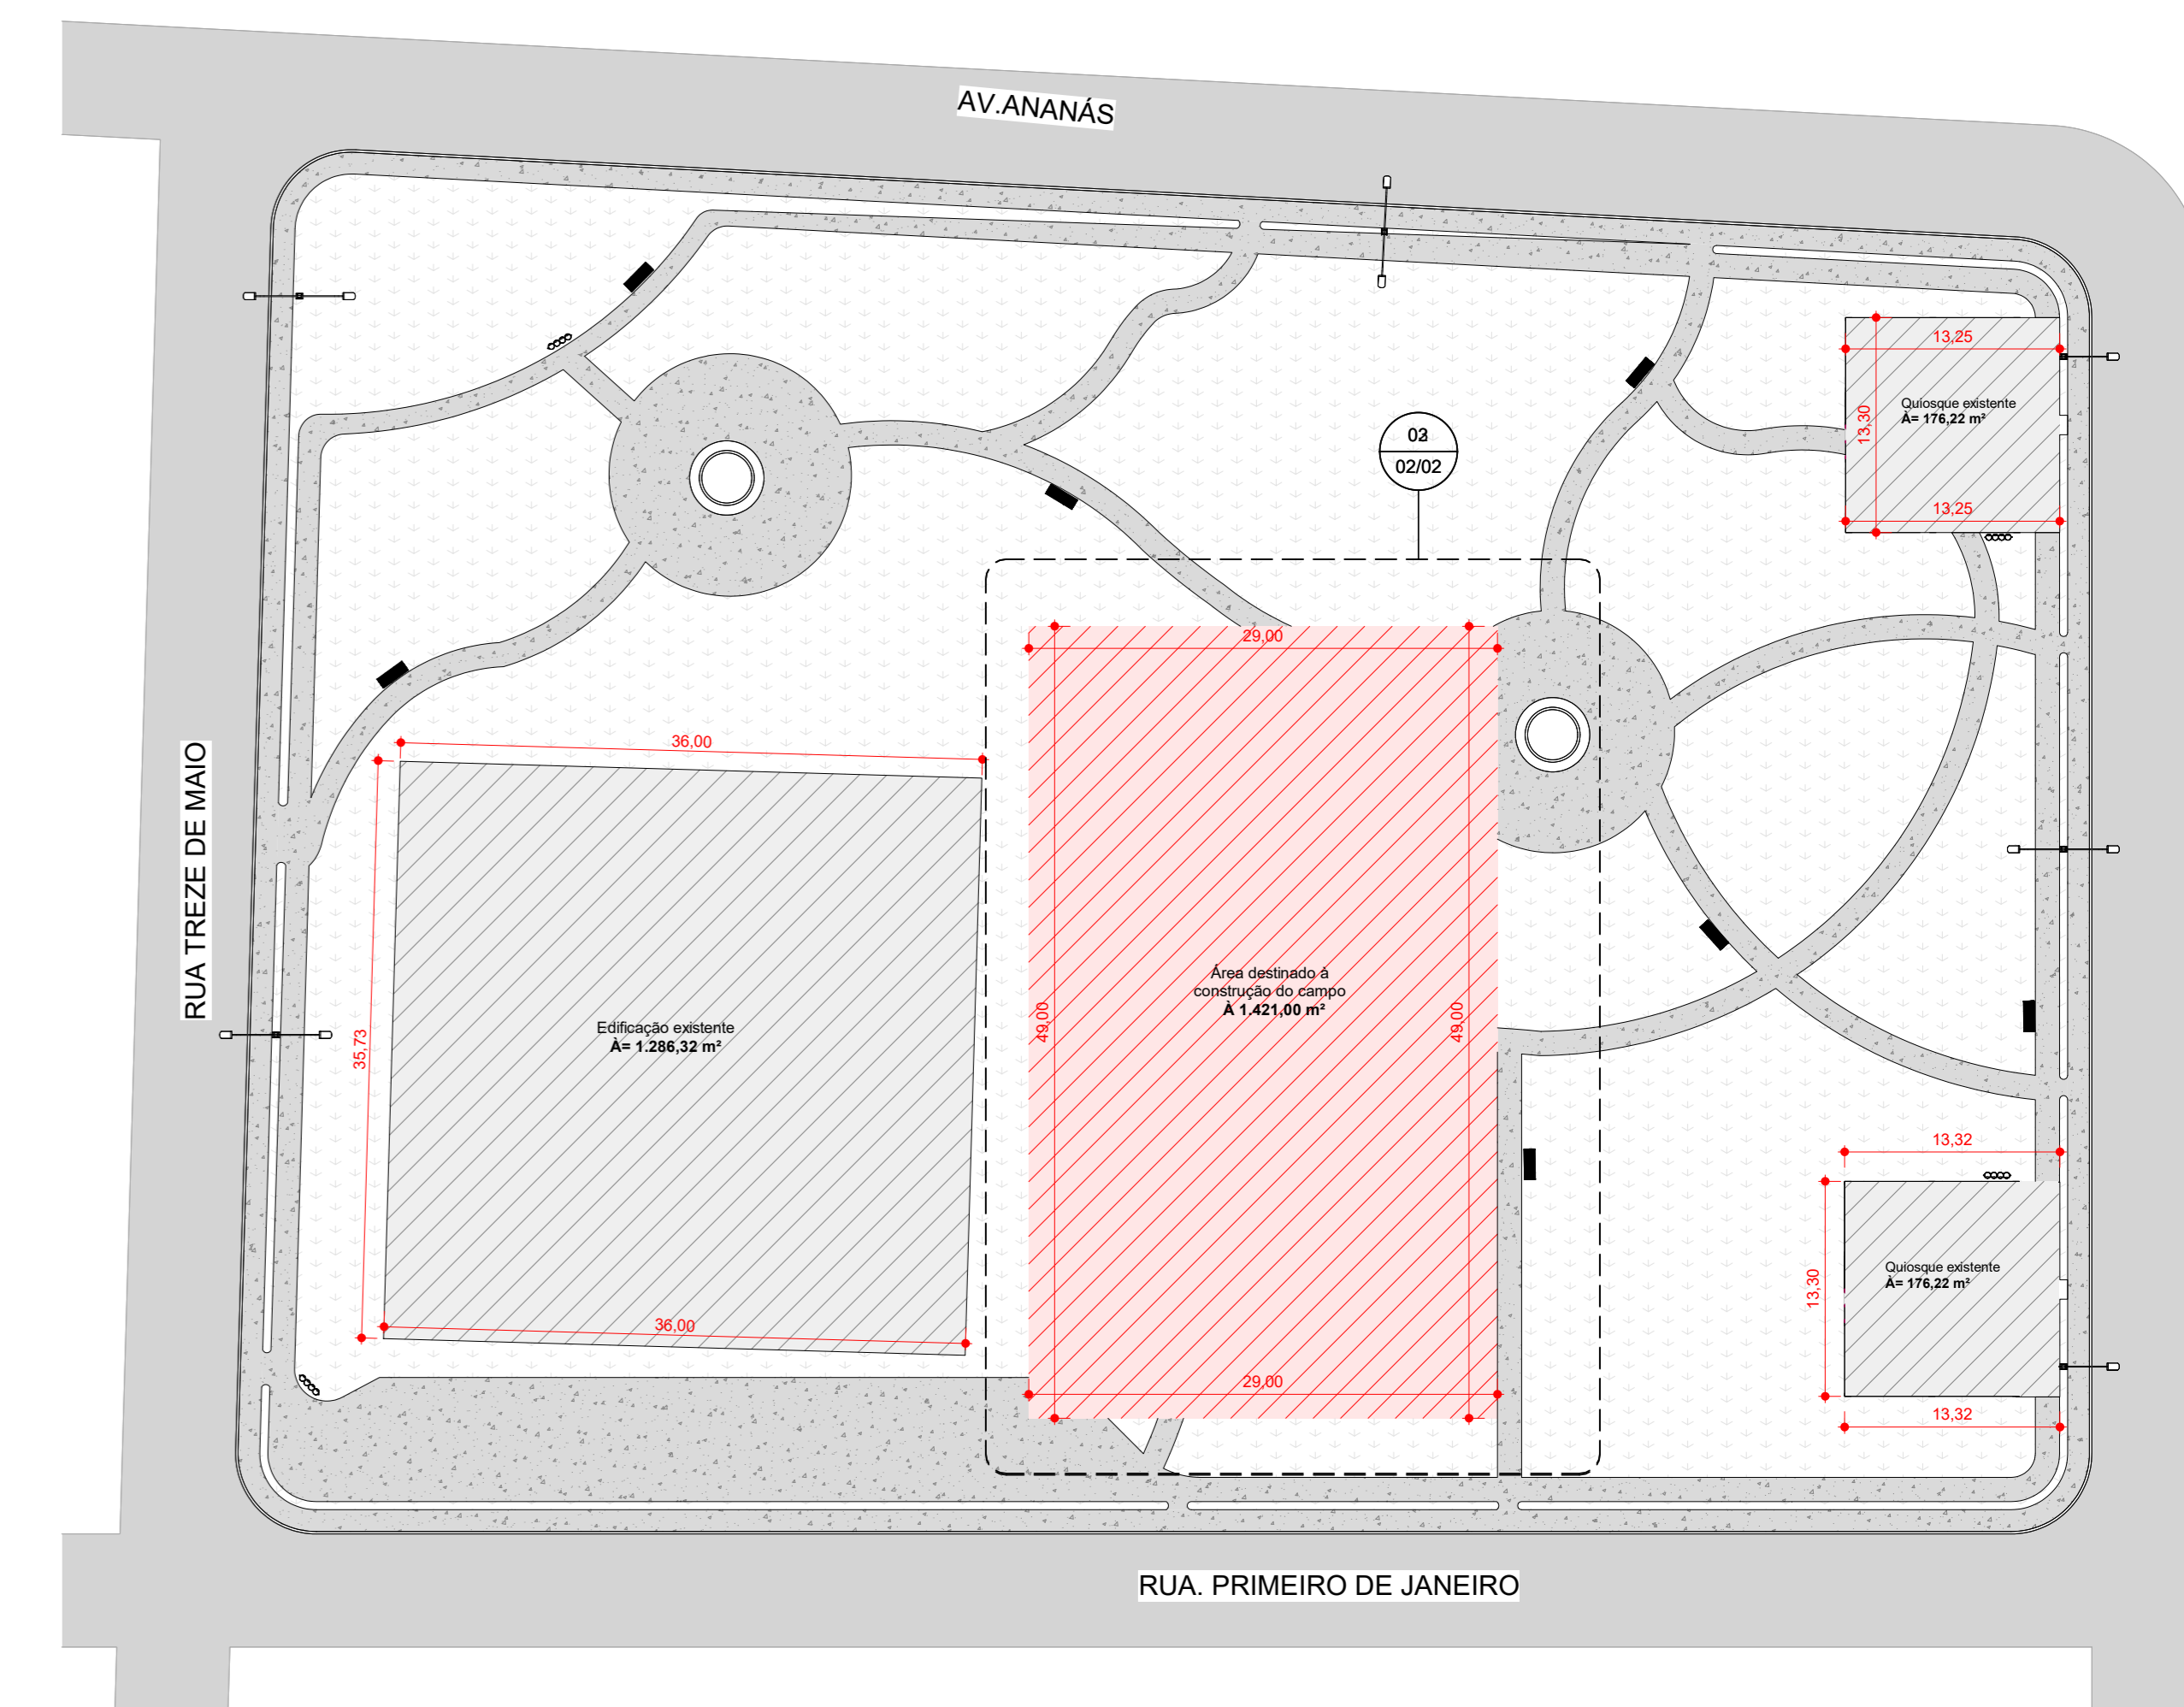 AV.ANANÁS
13,25
13,30
Quiosque existente
À= 176,22 m²
13,25
02/02
29,00
36,00
RUA TREZE DE MAIO
35,73
Edificação existente
À= 1.286,32 m²
49,00
Área destinado à
construção do campo
À 1.421,00 m²
49,00
13,32
13,30
Quiosque existente
À= 176,22 m²
36,00
29,00
13,32
RUA. PRIMEIRO DE JANEIRO